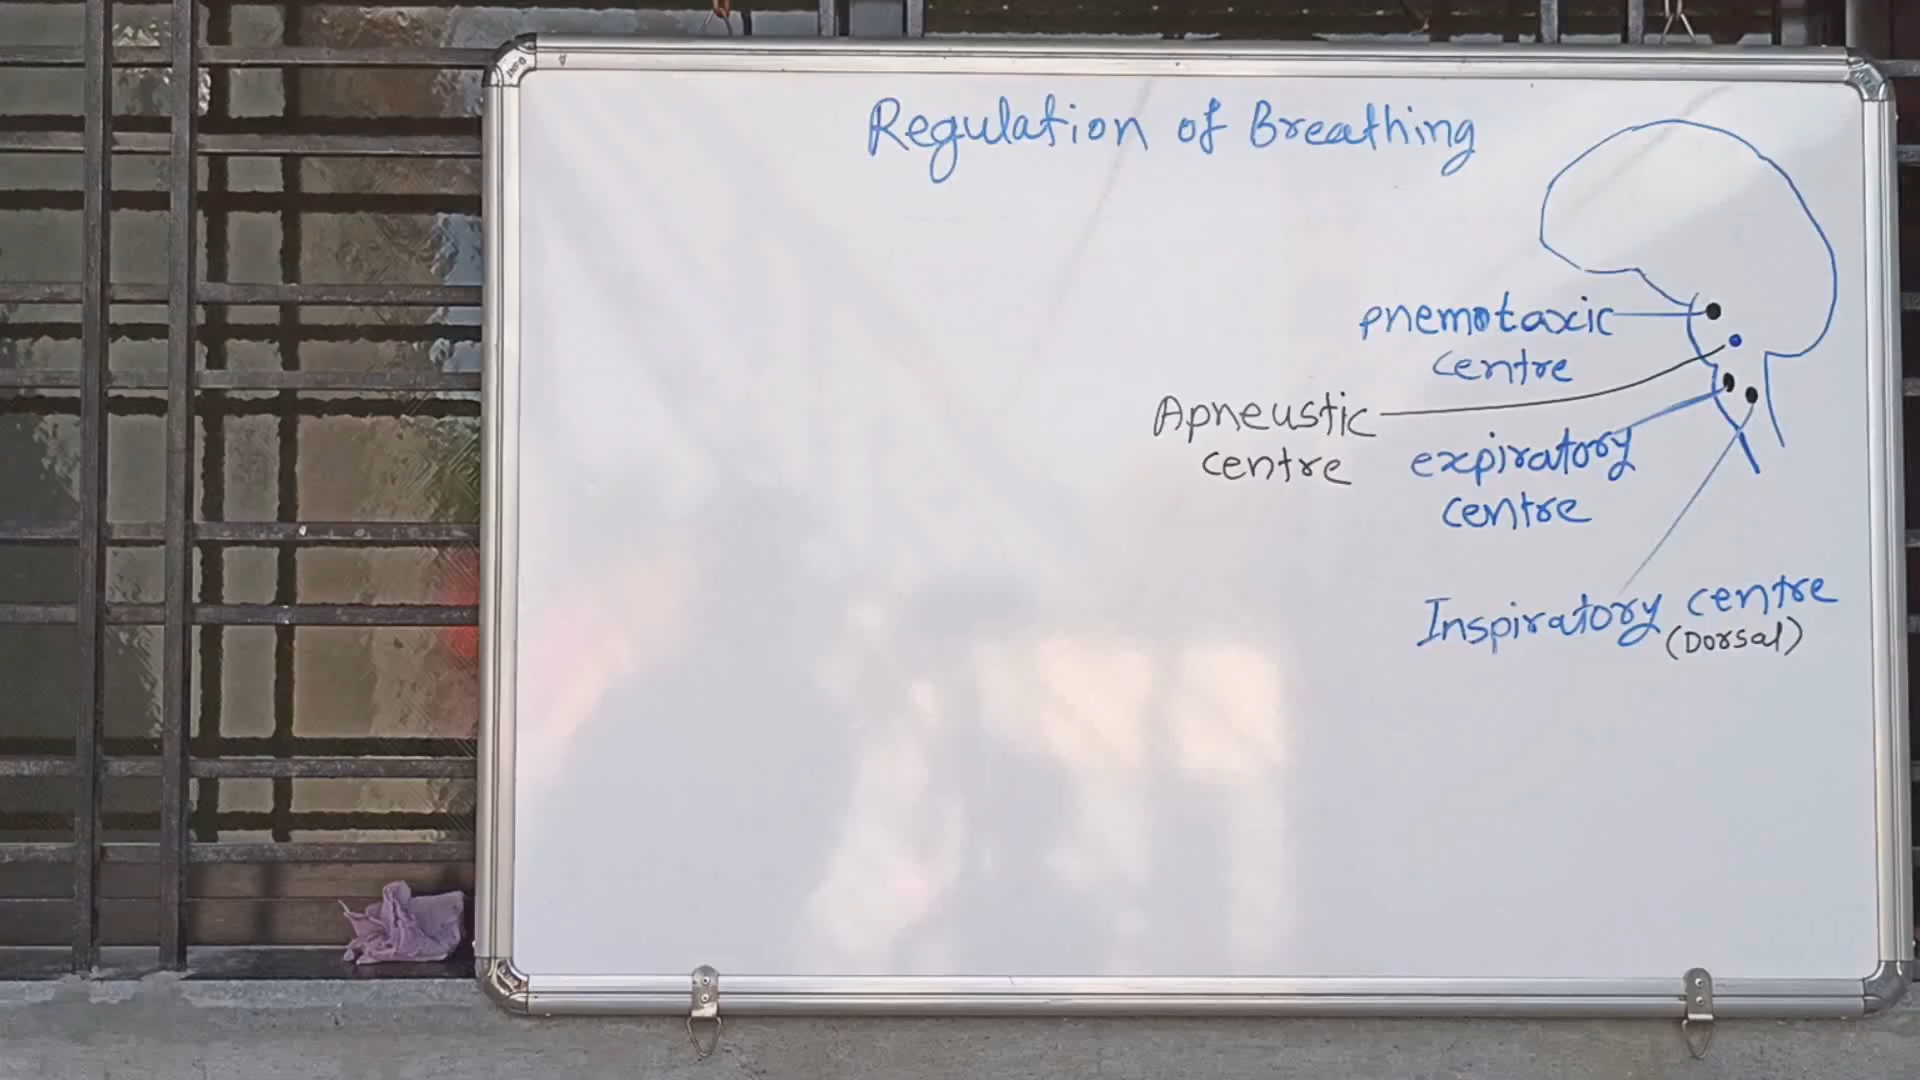 Regulation of Breathing
pnemotaxic
centre
Apneustic
centre
expiratory
centre
Inspiratory centre
(Dorsal)